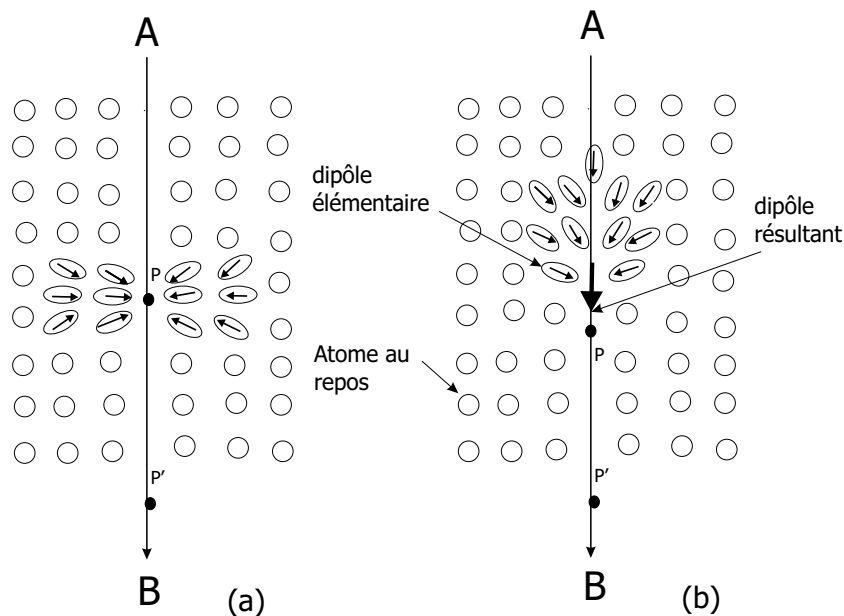 A
A
dipôle
élémentaire
dipôle
résultant
P
P
Atome au
repos
P'
P'
B
(a)
B
(b)